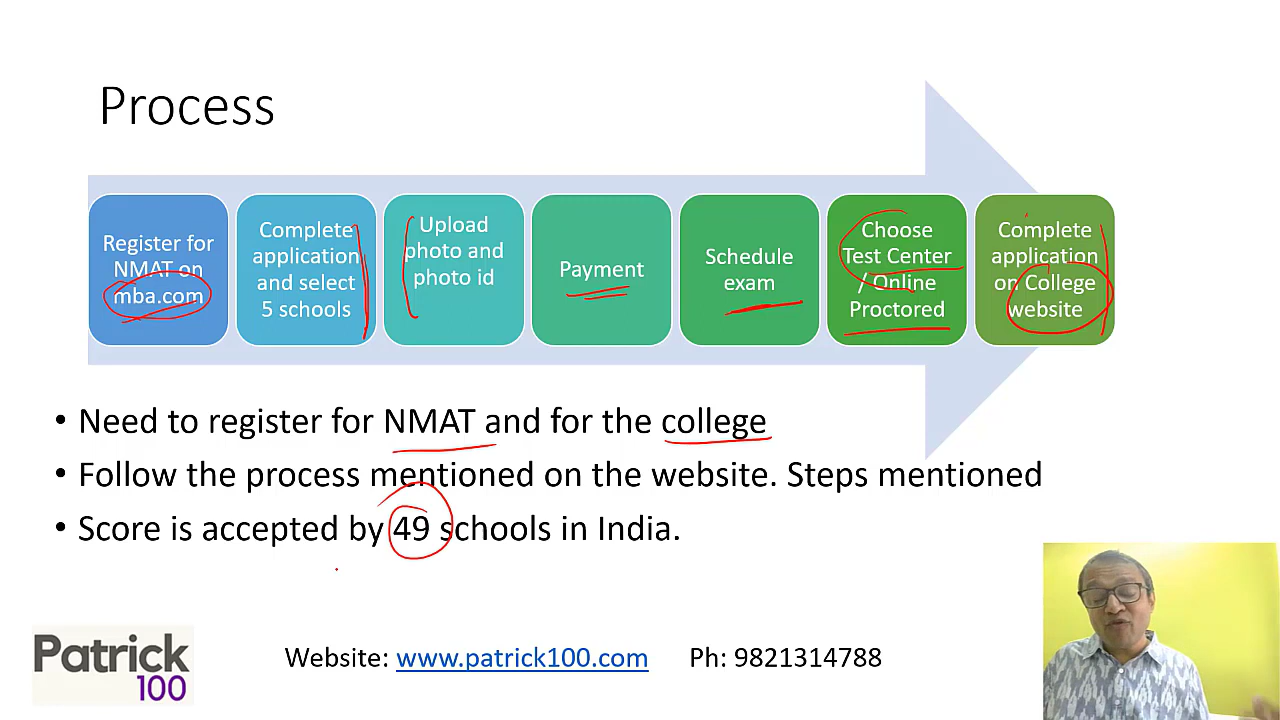 Process
Register for
NMAT on
mba.com
Complete
application
and select
5 schools
Upload
photo and
photo id
Payment
Schedule
exam
Choose
Test Center
/ Online
Proctored
Complete
application
on College
website
• Need to register for NMAT and for the college
• Follow the process mentioned on the website. Steps mentioned
• Score is accepted by 49 schools in India.
Patrick
100
Website: www.patrick100.com Ph: 9821314788